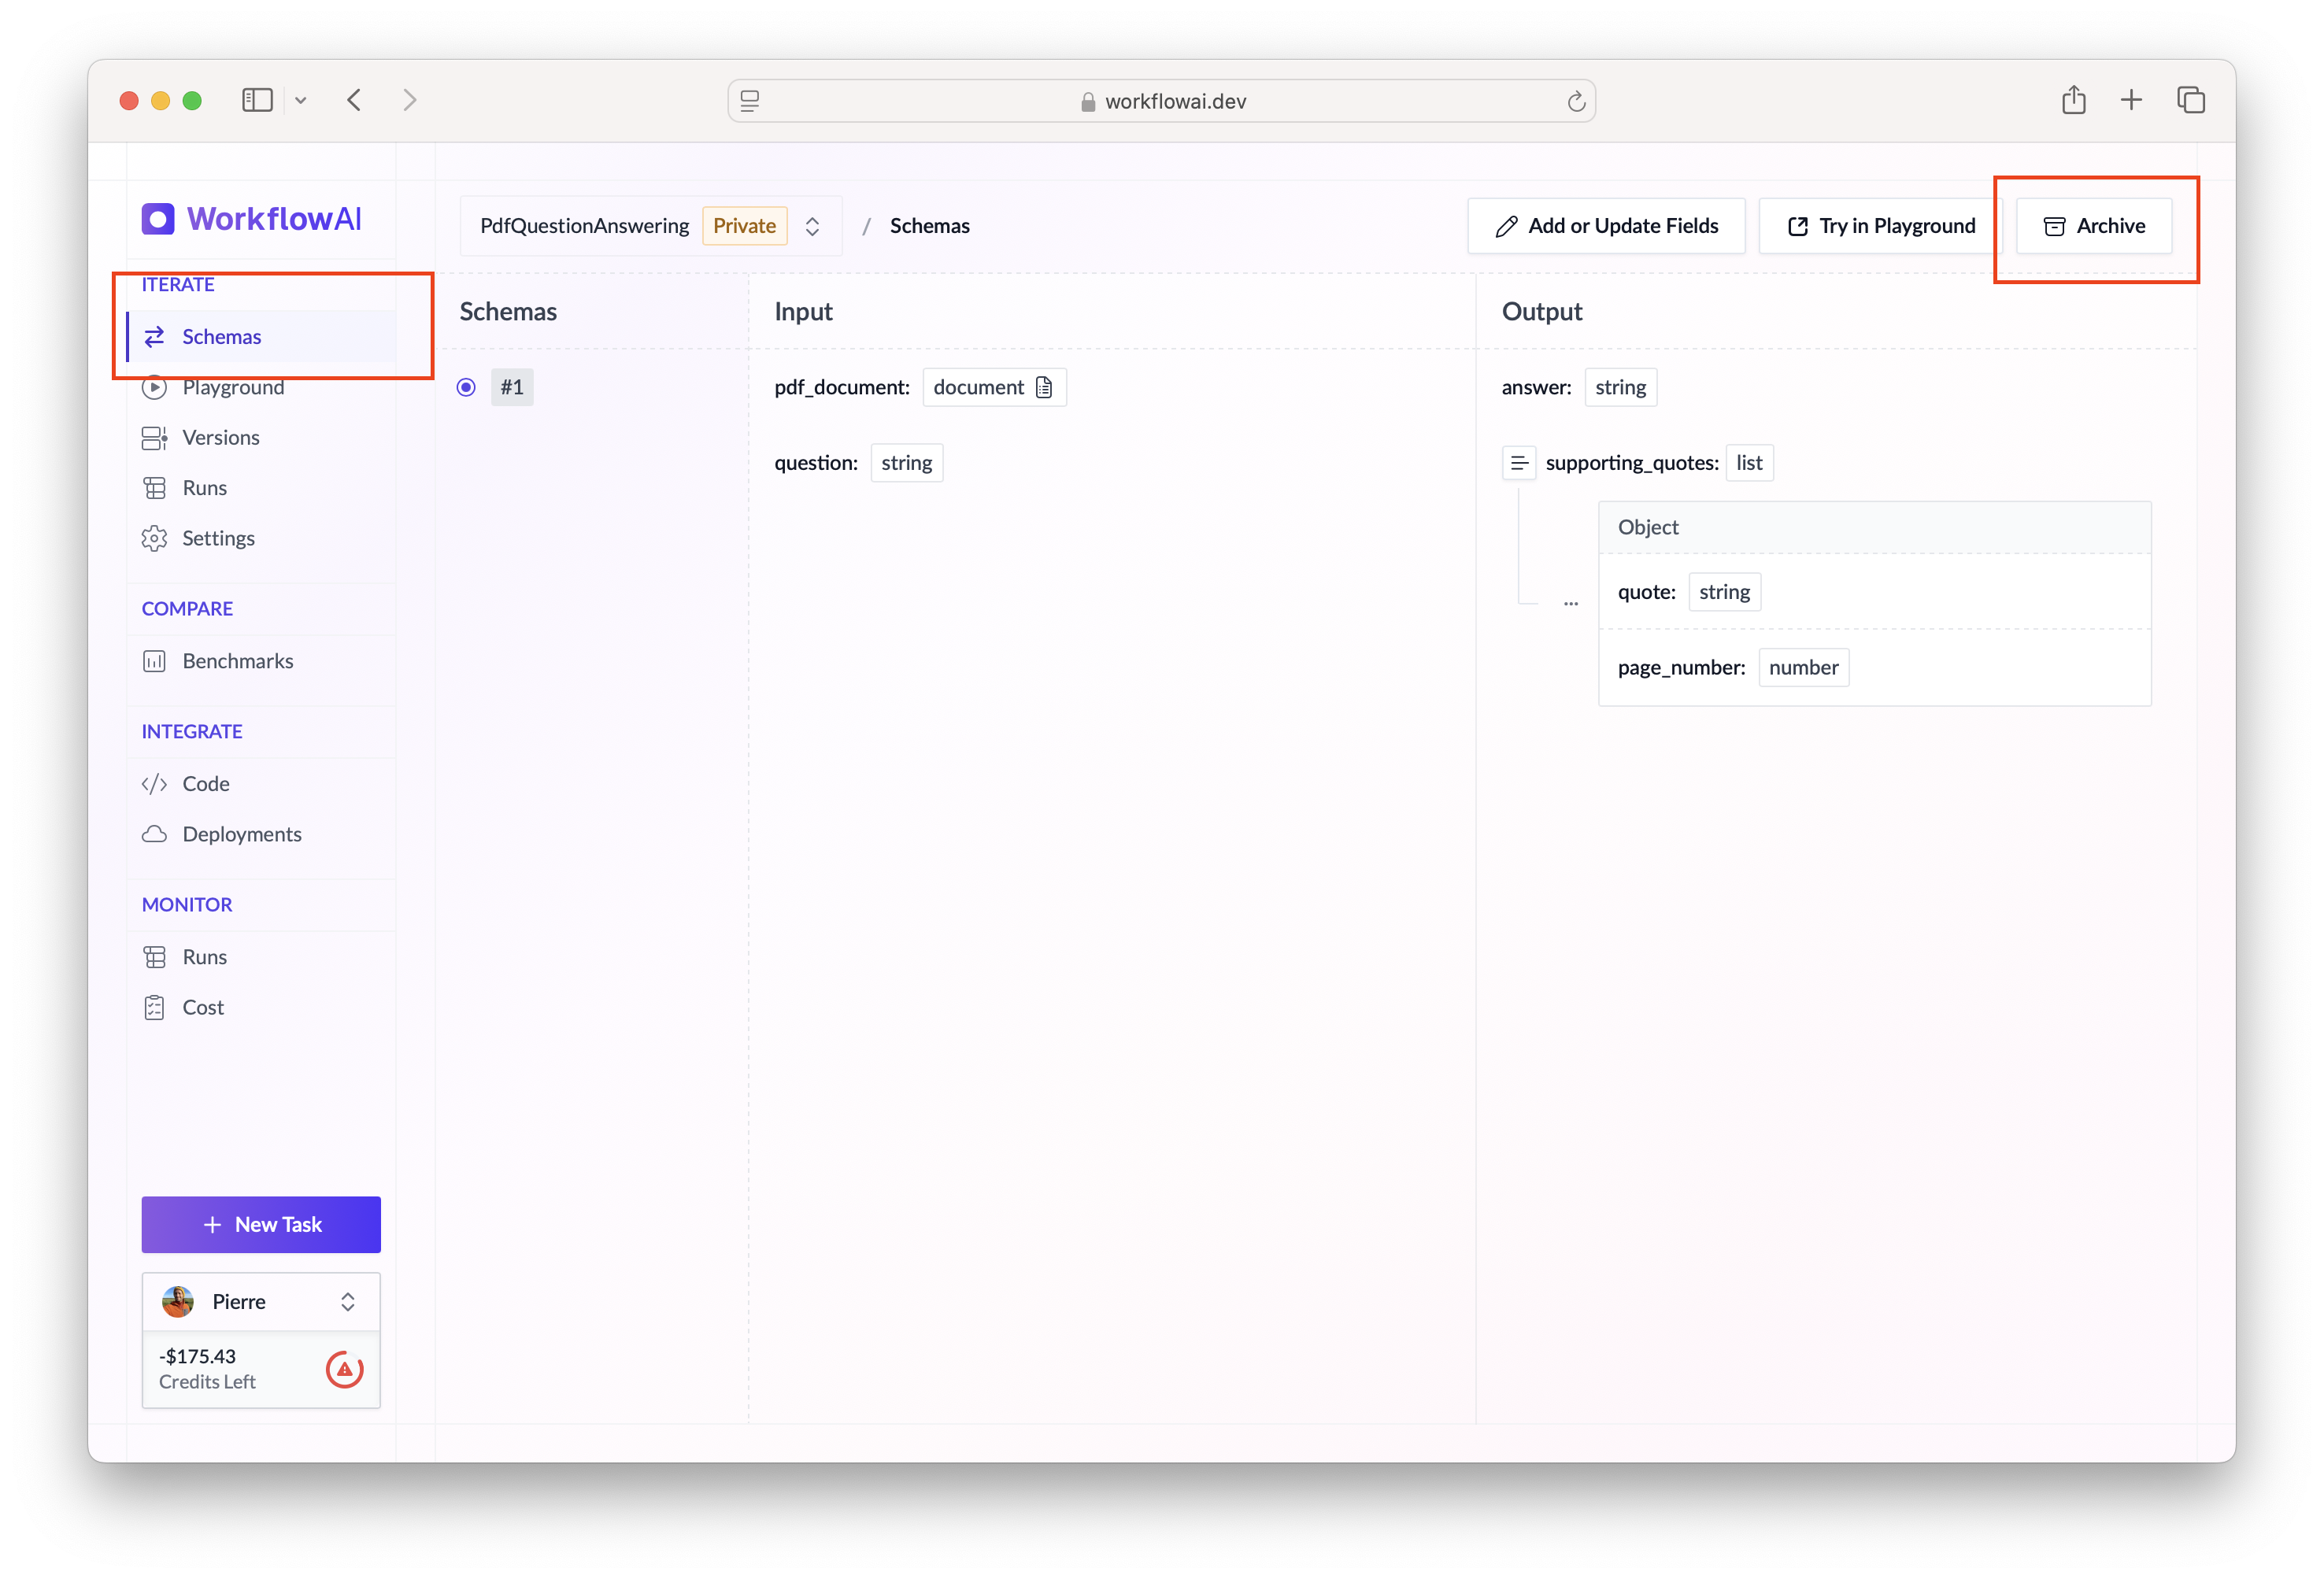 workflowai.dev
WorkflowAI
PdfQuestionAnswering Private / Schemas
Add or Update Fields
Try in Playground
Archive
ITERATE
Schemas
Playground
Versions
Runs
Settings
COMPARE
Benchmarks
INTEGRATE
Code
Deployments
MONITOR
Runs
Cost
+ New Task
Pierre
-$175.43
Credits Left
Schemas
#1
Input
pdf_document: document
question: string
Output
answer: string
supporting_quotes: list
...
Object
quote: string
page_number: number